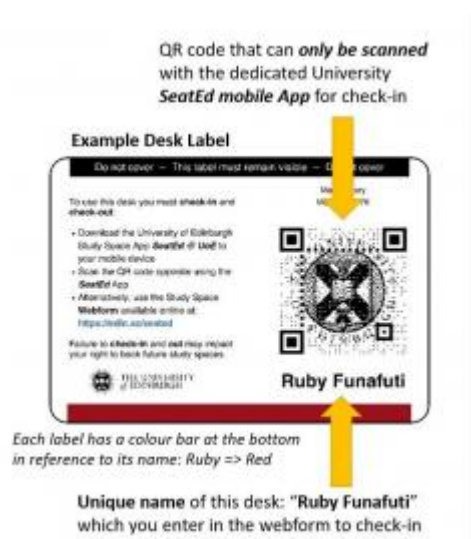 QR code that can only be scanned
with the dedicated University
SeatEd mobile App for check-in
Example Desk Label
Do not cover — This label must remain visible — D cover
To use this desk you must check-in and
check-out:
• Download the University of Edinburgh
Study Space App SeatEd @ UoE to
your mobile device
• Scan the QR code opposite using the
SeatEd App
• Alternatively, use the Study Space
Webform available online at:
Failure to check-in and out may impact
your right to book future study spaces
THE UNIVERSITY
of EDINBURGH
Ruby Funafuti
Each label has a colour bar at the bottom
in reference to its name: Ruby => Red
Unique name of this desk: "Ruby Funafuti"
which you enter in the webform to check-in